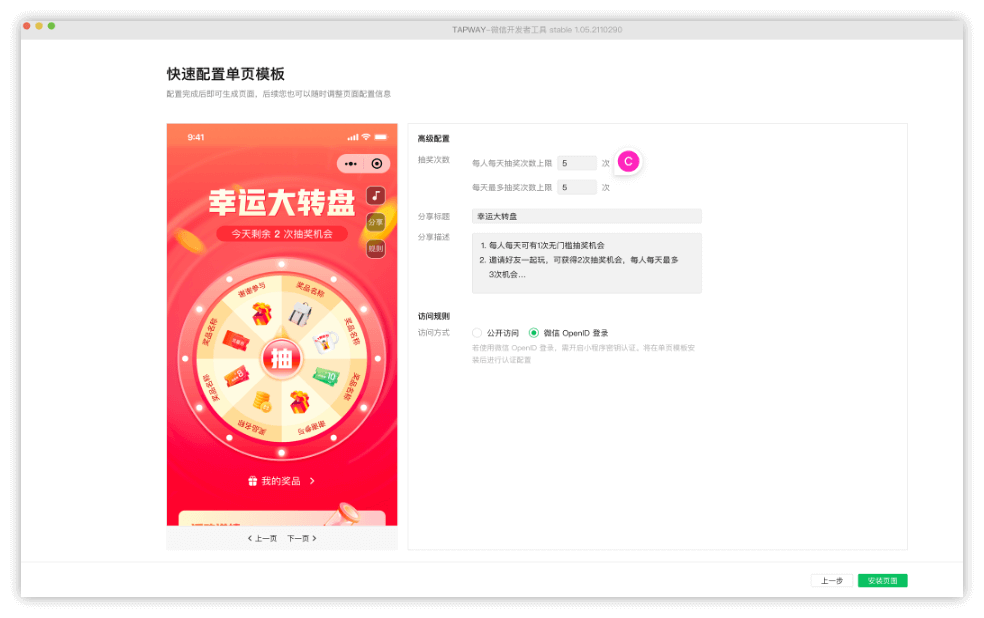 TAPWAY-微信开发者工具 stable 1.05.2110290
快速配置单页模板
配置完成后即可生成页面，后续您也可以随时调整页面配置信息
9:41
幸运大转盘
分享
今天剩余 2 次抽奖机会
规则
谢谢参与
奖品名称
奖品名称
奖品名称
谢谢参与
奖品名称
奖品名称
奖品名称
抽
10
8
我的奖品
上一页 下一页
高级配置
抽奖次数
每人每天抽奖次数上限 5 次
C
每天最多抽奖次数上限 5 次
分享标题 幸运大转盘
分享描述
1. 每人每天可有1次无门槛抽奖机会
2. 邀请好友一起玩，可获得2次抽奖机会，每人每天最多
3次机会...
访问规则
访问方式 公开访问 微信 OpenID 登录
若使用微信 OpenID 登录，需开启小程序密钥认证，将在单页模板安
装后进行认证配置
上一步 安装页面